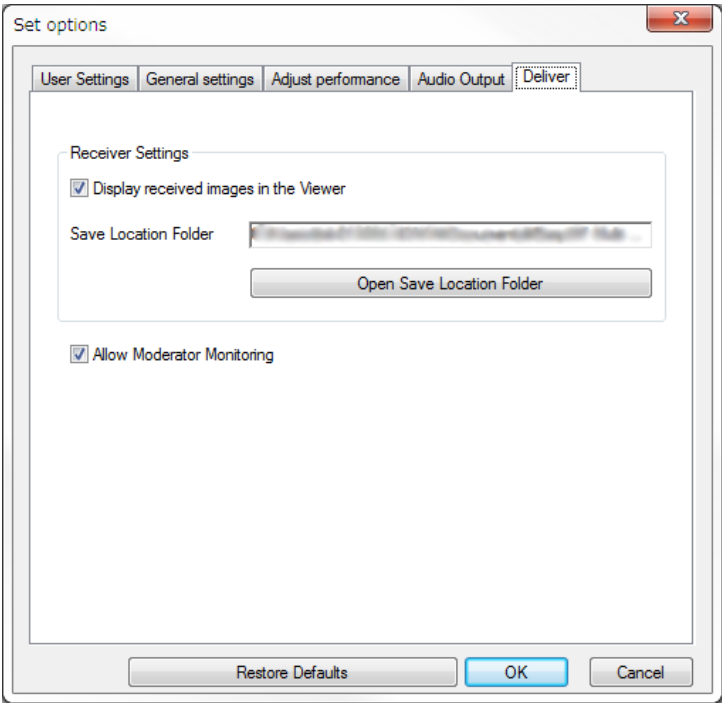 Set options
User Settings General settings Adjust performance Audio Output Deliver
Receiver Settings
Display received images in the Viewer
Save Location Folder
Open Save Location Folder
Allow Moderator Monitoring
Restore Defaults OK Cancel